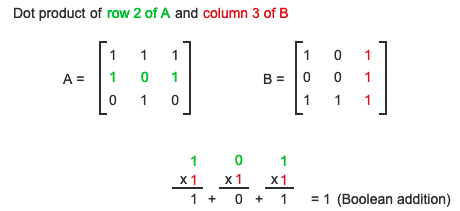 Dot product of row 2 of A and column 3 of B
1 1 1 1 0 1
A = 1 0 1 B = 0 0 1
0 1 0 1 1 1
1 0 1
x 1 x 1 x 1
1 + 0 + 1 = 1 (Boolean addition)